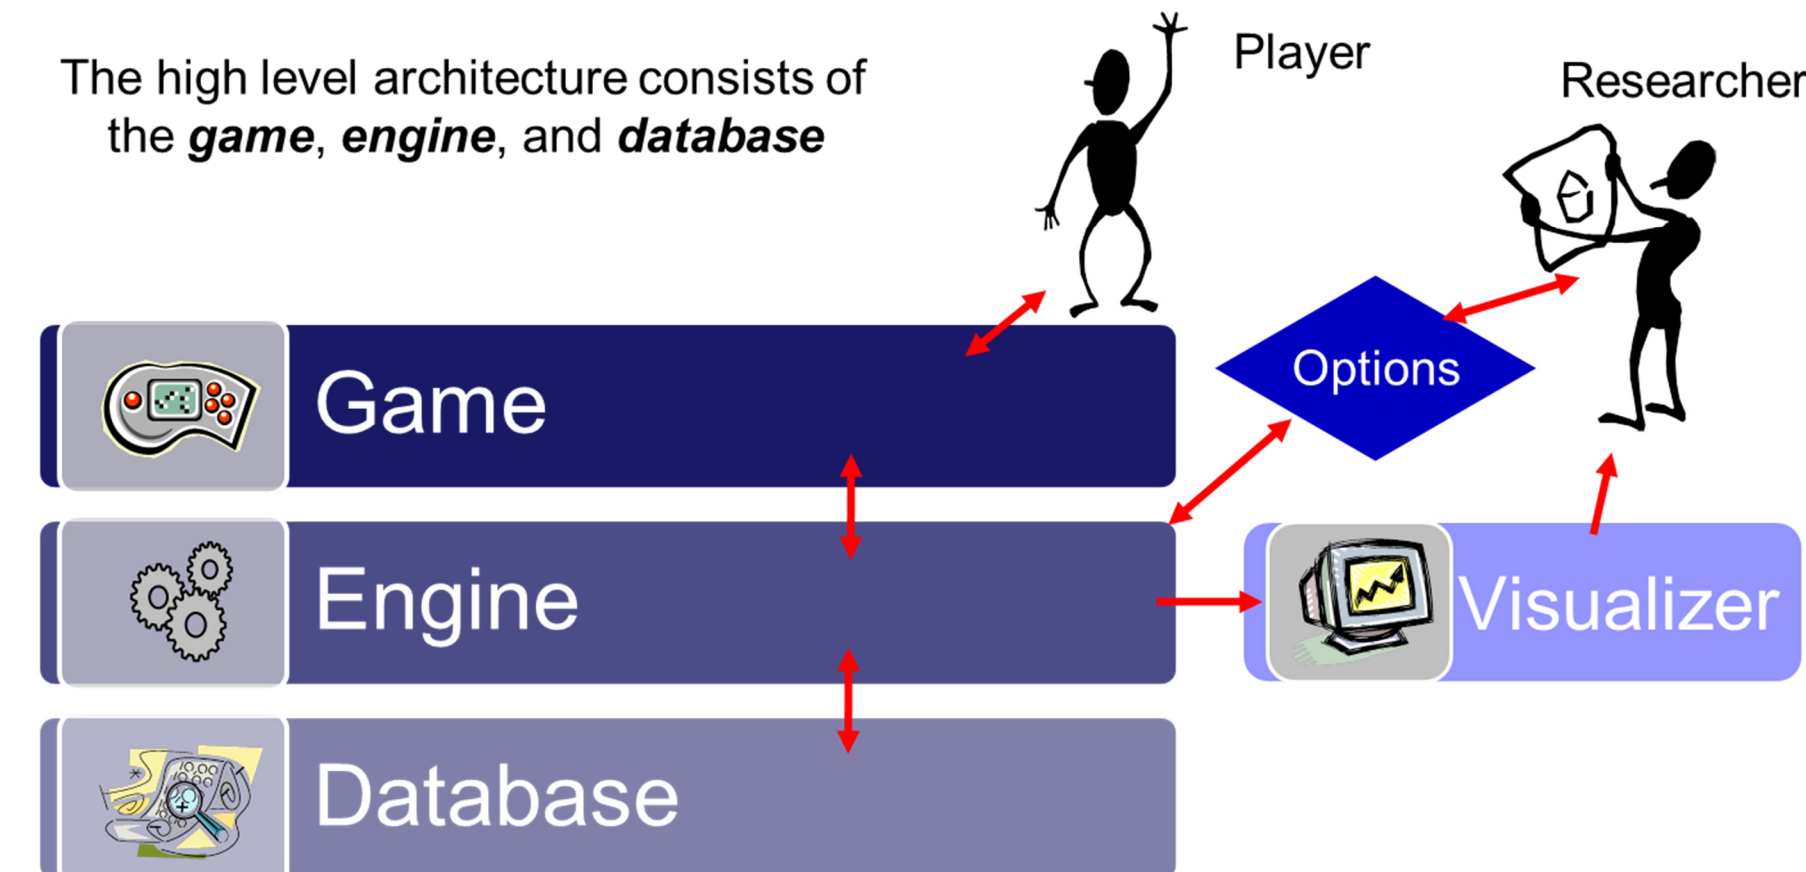 The high level architecture consists of
the game, engine, and database
Player
Researcher
Game
Options
Engine
Visualizer
Database